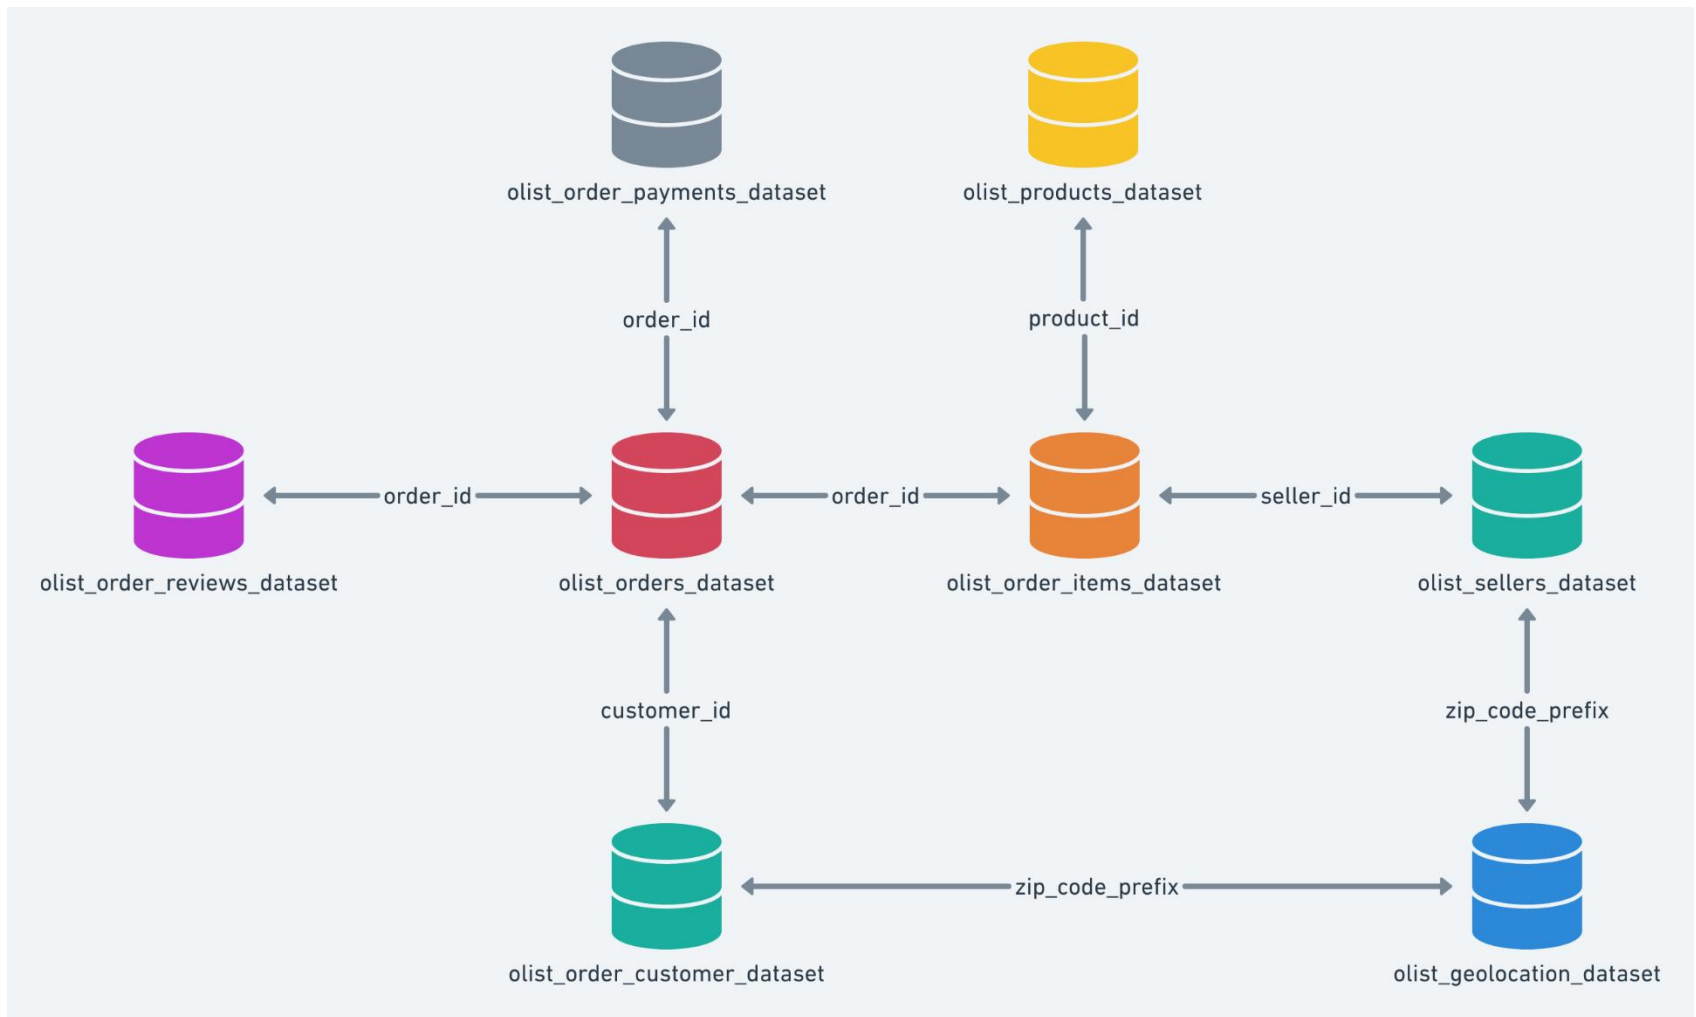 olist_order_payments_dataset
olist_products_dataset
order_id
product_id
order_id
order_id
seller_id
olist_order_reviews_dataset
olist_orders_dataset
olist_order_items_dataset
olist_sellers_dataset
customer_id
zip_code_prefix
zip_code_prefix
olist_order_customer_dataset
olist_geolocation_dataset